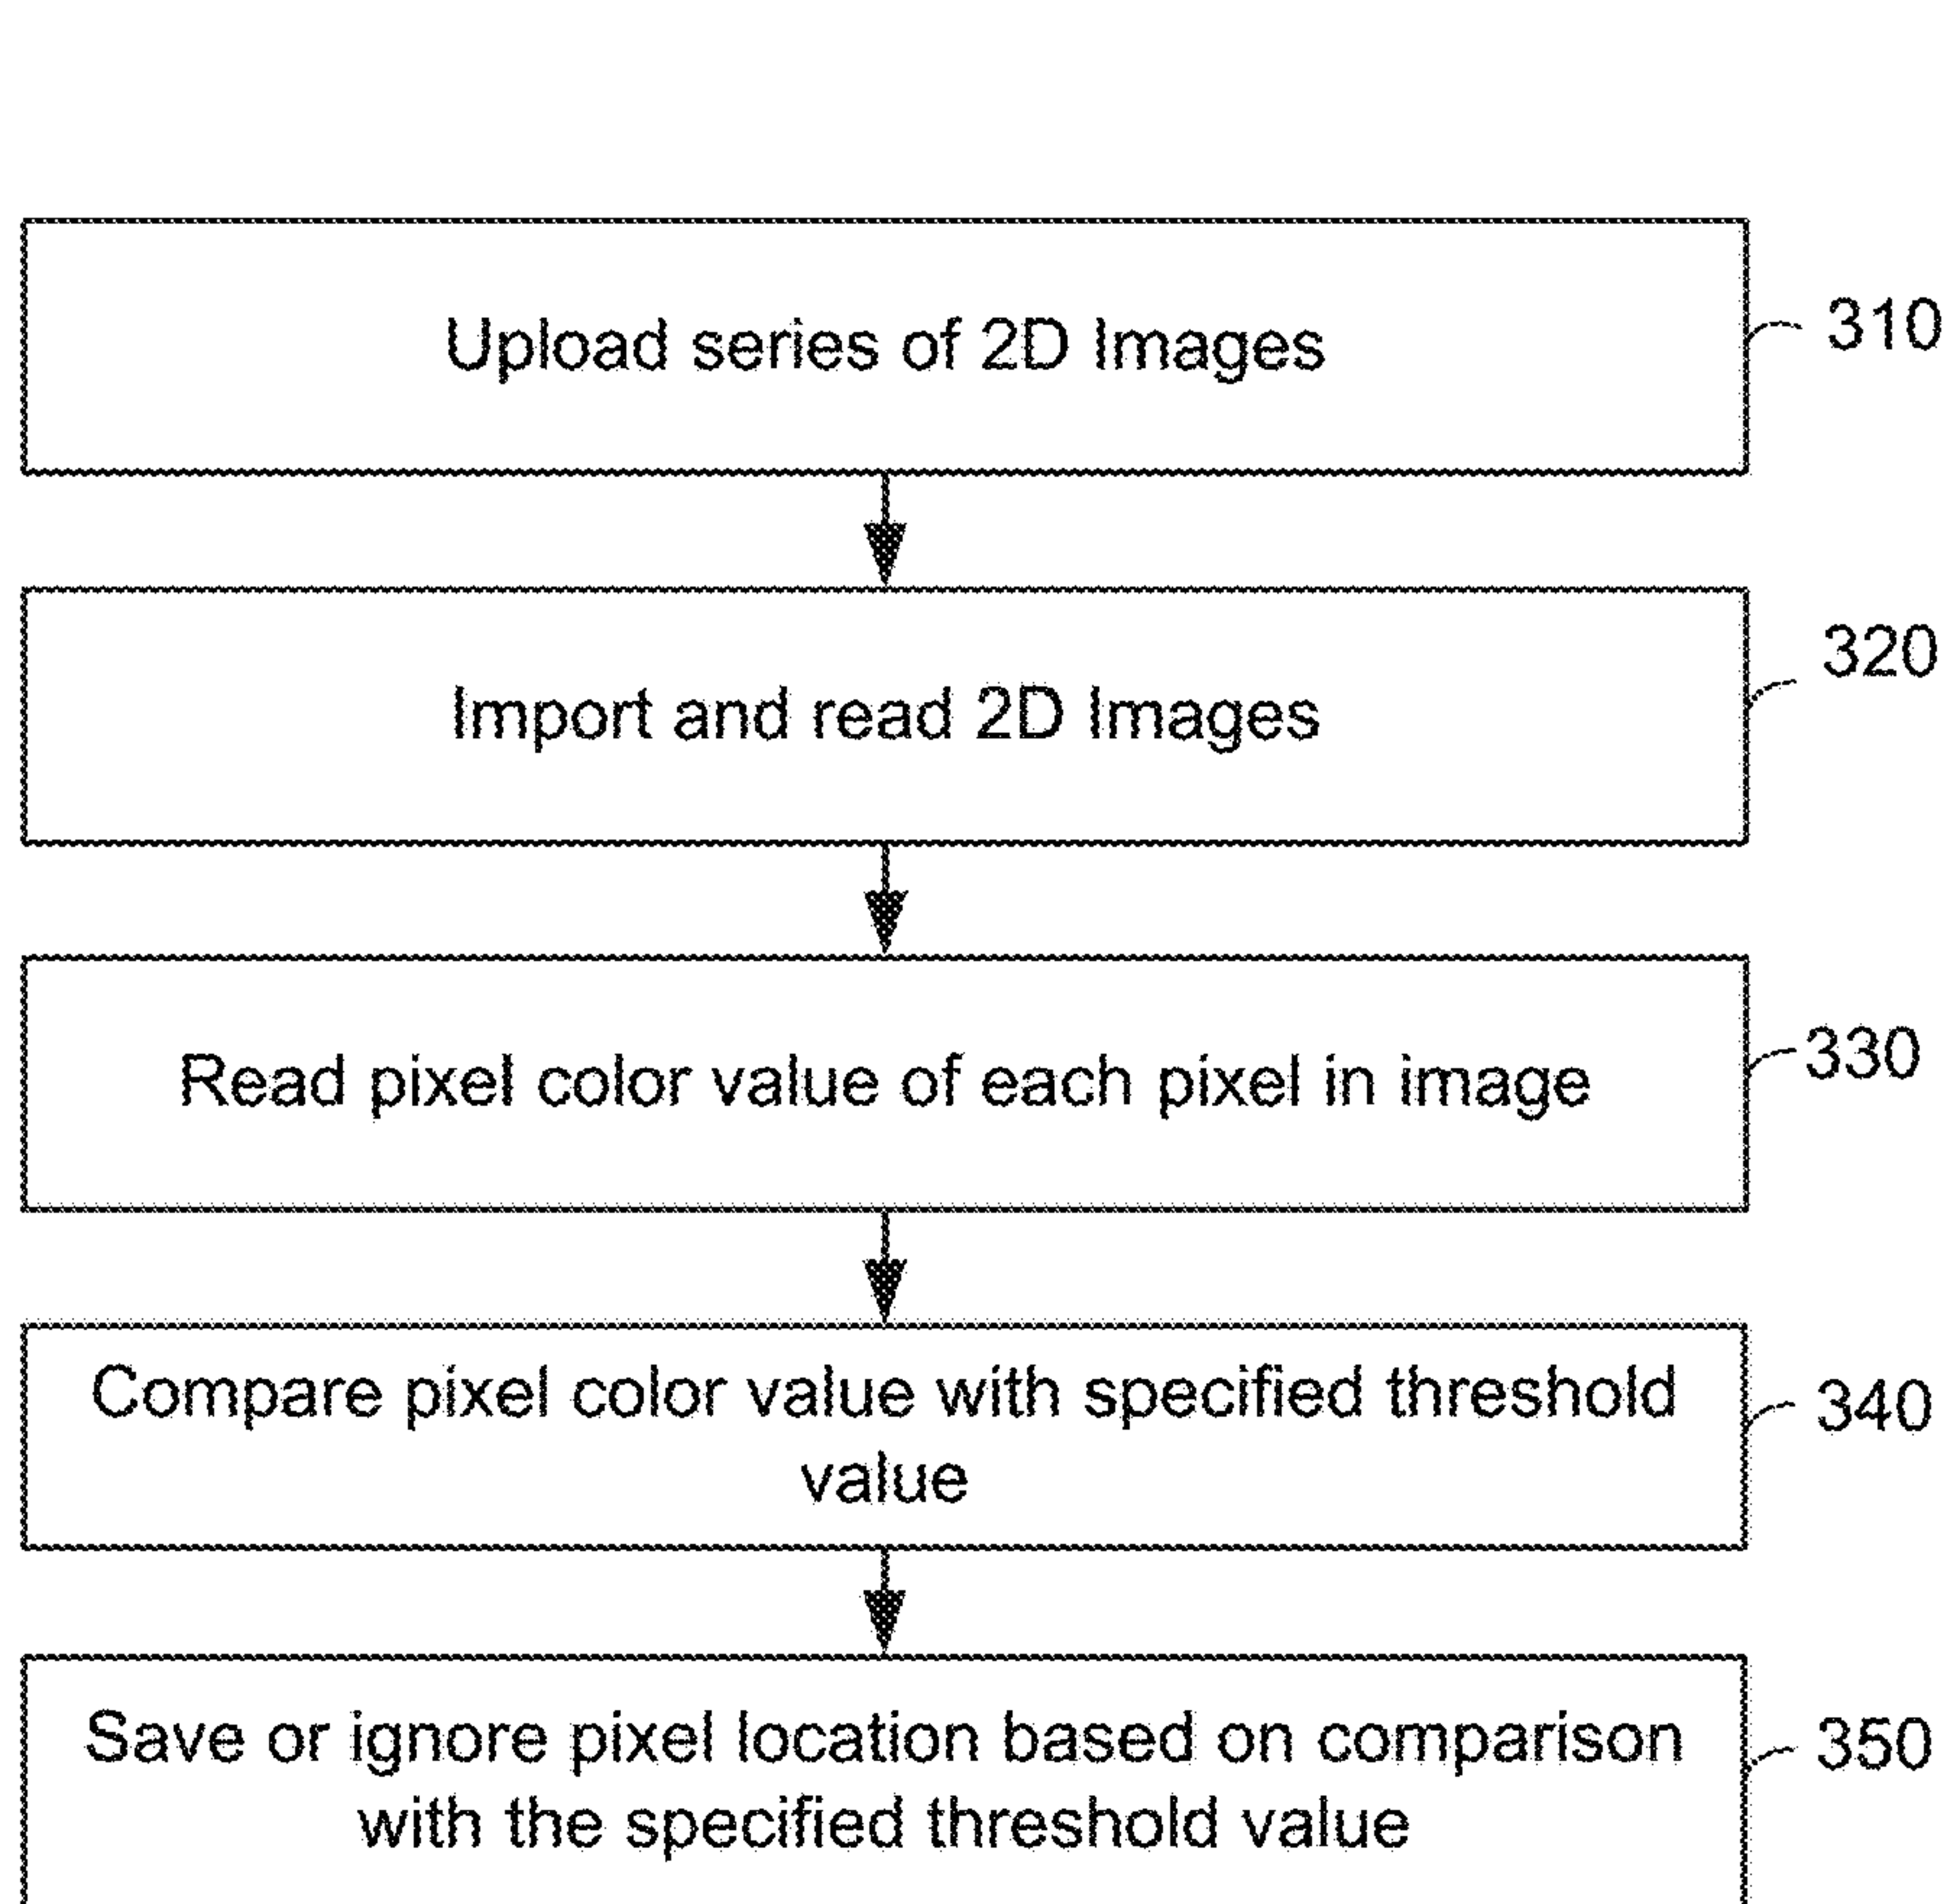 Upload series of 2D Images
310
Import and read 2D Images
320
Read pixel color value of each pixel in image
330
Compare pixel color value with specified threshold
value
340
Save or ignore pixel location based on comparison
with the specified threshold value
350